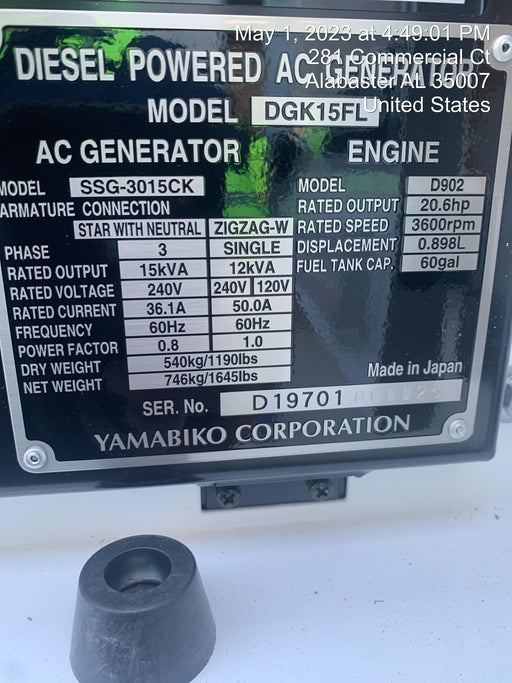 May 1, 2023 at 4:49:01 PM
281 Commercial Ct
Alabaster AL 35007
United States
DIESEL POWERED AC GENERATOR
MODEL DGK15FL
AC GENERATOR
MODEL SSG-3015CK
ARMATURE CONNECTION
STAR WITH NEUTRAL ZIGZAG-W
PHASE 3 SINGLE
RATED OUTPUT 15kVA 12kVA
RATED VOLTAGE 240V 240V 120V
RATED CURRENT 36.1A 50.0A
FREQUENCY 60Hz 60Hz
POWER FACTOR 0.8 1.0
DRY WEIGHT 540kg/1190lbs
NET WEIGHT 746kg/1645lbs
ENGINE
MODEL D902
RATED OUTPUT 20.6hp
RATED SPEED 3600rpm
DISPLACEMENT 0.898L
FUEL TANK CAP. 60gal
Made in Japan
SER. No. D19701 000025
YAMABIKO CORPORATION